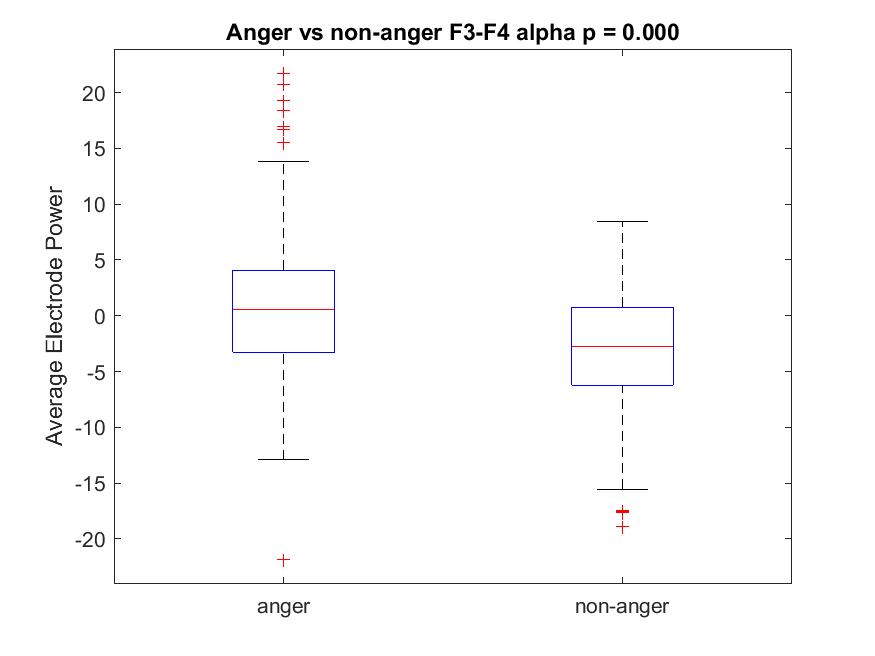 Anger vs non-anger F3-F4 alpha p = 0.000
Average Electrode Power
20
15
10
5
0
-5
-10
-15
-20
anger
non-anger